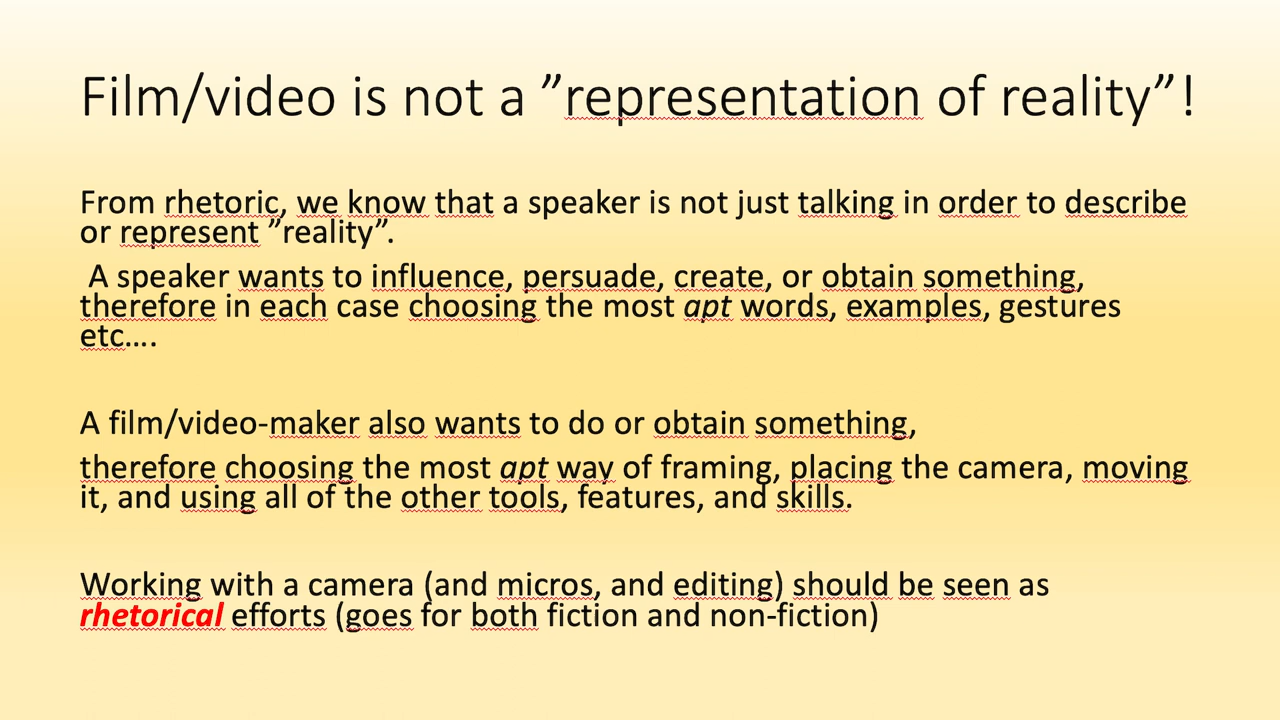 Film/video is not a ”representation of reality”!
From rhetoric, we know that a speaker is not just talking in order to describe
or represent ”reality”.
A speaker wants to influence, persuade, create, or obtain something,
therefore in each case choosing the most apt words, examples, gestures
etc….
A film/video-maker also wants to do or obtain something,
therefore choosing the most apt way of framing, placing the camera, moving
it, and using all of the other tools, features, and skills.
Working with a camera (and micros, and editing) should be seen as
rhetorical efforts (goes for both fiction and non-fiction)